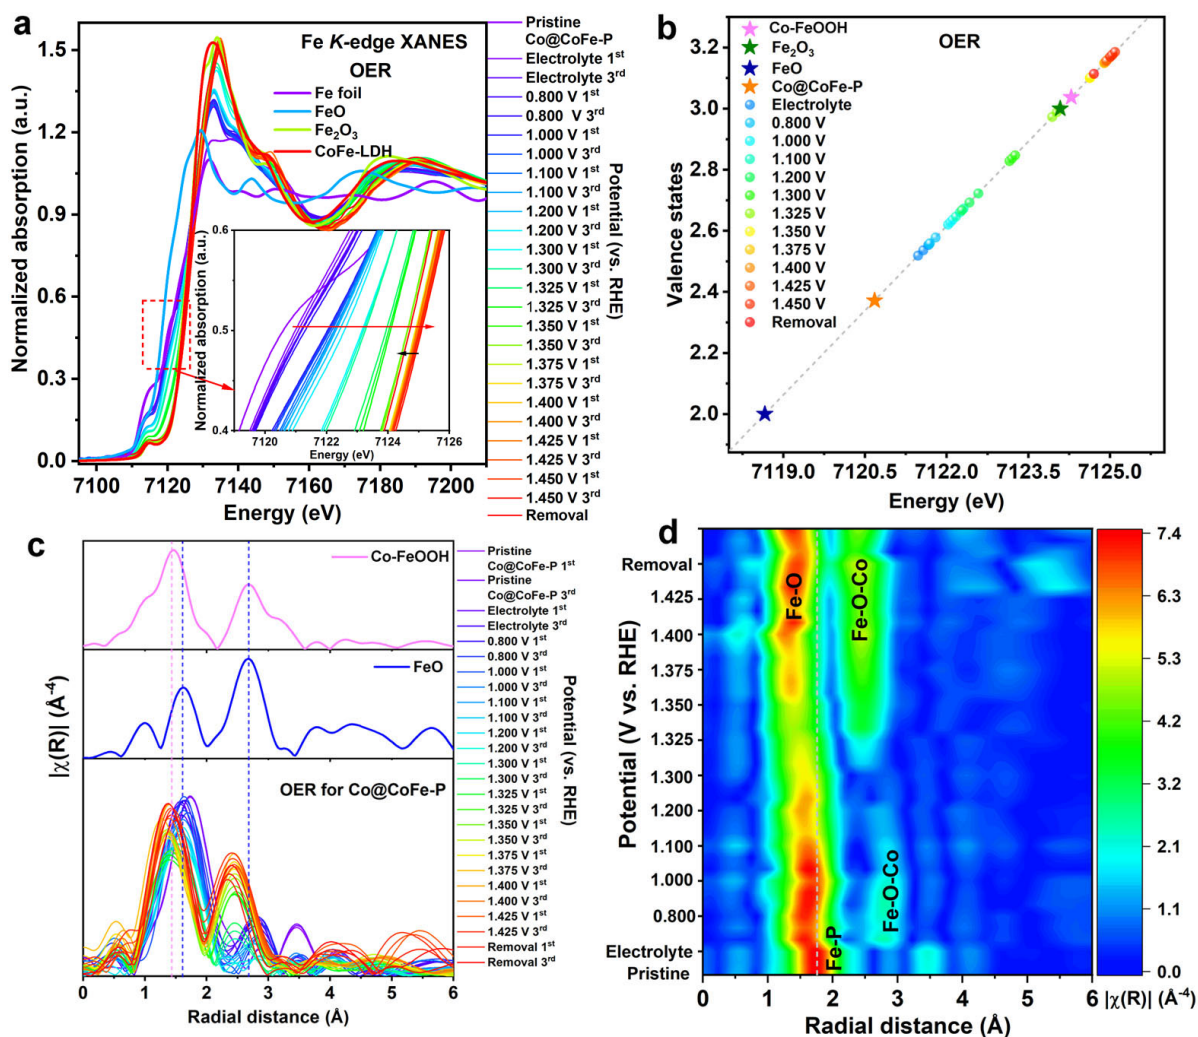 a
Fe K-edge XANES
OER
Fe foil
FeO
Fe₂O₃
CoFe-LDH
Normalized absorption (a.u.)
1.5
1.2
0.9
0.6
0.3
0.0
7100
7120
7140
7160
7180
7200
Energy (eV)
Normalized absorption (a.u.)
0.6
0.5
0.4
7120
7122
7124
7126
Energy (eV)
Pristine
Co@CoFe-P
Electrolyte 1st
Electrolyte 3rd
0.800 V 1st
0.800 V 3rd
1.000 V 1st
1.000 V 3rd
1.100 V 1st
1.100 V 3rd
1.200 V 1st
1.200 V 3rd
1.300 V 1st
1.300 V 3rd
1.325 V 1st
1.325 V 3rd
1.350 V 1st
1.350 V 3rd
1.375 V 1st
1.375 V 3rd
1.400 V 1st
1.400 V 3rd
1.425 V 1st
1.425 V 3rd
1.450 V 1st
1.450 V 3rd
Removal
Potential (vs. RHE)
b
OER
Co-FeOOH
Fe₂O₃
FeO
Co@CoFe-P
Electrolyte
0.800 V
1.000 V
1.100 V
1.200 V
1.300 V
1.325 V
1.350 V
1.375 V
1.400 V
1.425 V
1.450 V
Removal
Valence states
3.2
3.0
2.8
2.6
2.4
2.2
2.0
7119.0
7120.5
7122.0
7123.5
7125.0
Energy (eV)
c
Co-FeOOH
FeO
OER for Co@CoFe-P
|χ(R)| (Å⁻⁴)
0
1
2
3
4
5
6
Radial distance (Å)
Pristine
Co@CoFe-P 1st
Pristine
Co@CoFe-P 3rd
Electrolyte 1st
Electrolyte 3rd
0.800 V 1st
0.800 V 3rd
1.000 V 1st
1.000 V 3rd
1.100 V 1st
1.100 V 3rd
1.200 V 1st
1.200 V 3rd
1.300 V 1st
1.300 V 3rd
1.325 V 1st
1.325 V 3rd
1.350 V 1st
1.350 V 3rd
1.375 V 1st
1.375 V 3rd
1.400 V 1st
1.400 V 3rd
1.425 V 1st
1.425 V 3rd
Removal 1st
Removal 3rd
Potential (vs. RHE)
d
Potential (V vs. RHE)
Removal
1.425
1.400
1.375
1.350
1.325
1.300
1.200
1.100
1.000
0.800
Electrolyte
Pristine
Fe-O
Fe-O-Co
Fe-O-Co
Fe-P
0
1
2
3
4
5
6
Radial distance (Å)
7.4
7.3
6.3
5.3
4.2
3.2
2.1
1.1
0.0
|χ(R)| (Å⁻⁴)